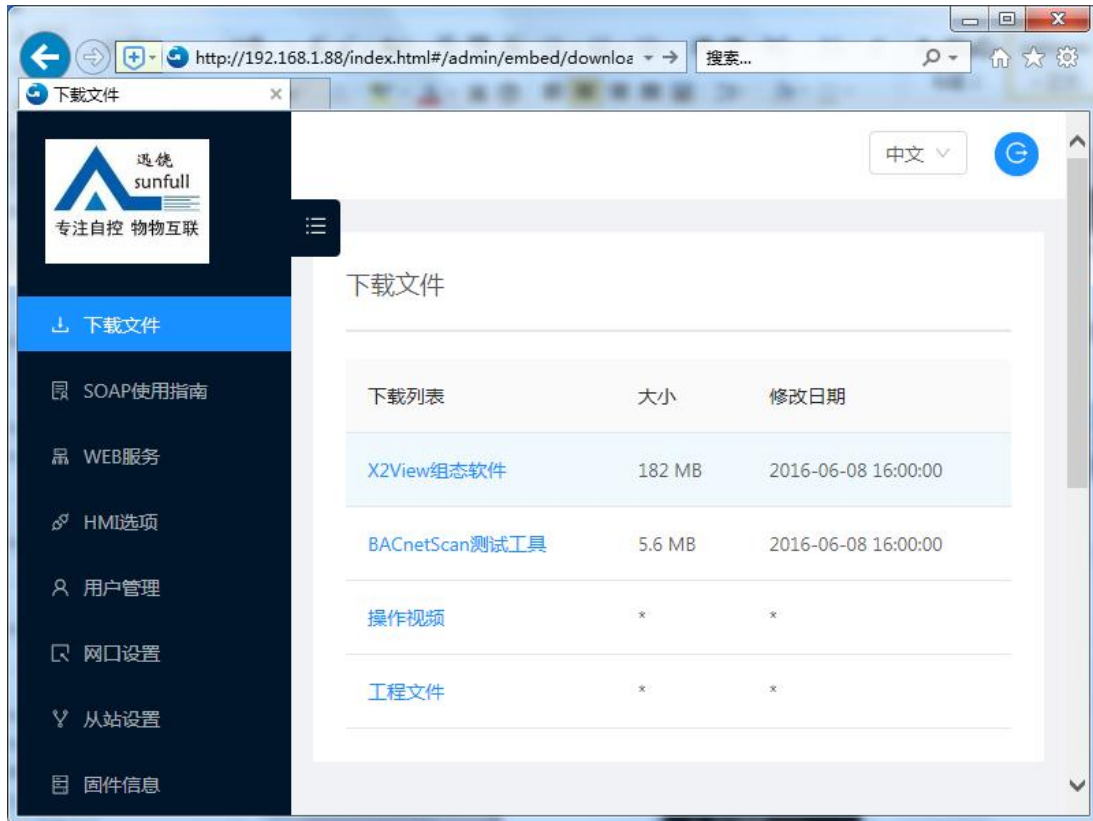 http://192.168.1.88/index.html#/admin/embed/downloa
搜索...
下载文件
迅饶
sunfull
专注自控 物物互联
中文
下载文件
SOAP使用指南
WEB服务
HMI选项
用户管理
网口设置
从站设置
固件信息
下载文件
下载列表 大小 修改日期
X2View组态软件 182 MB 2016-06-08 16:00:00
BACnetScan测试工具 5.6 MB 2016-06-08 16:00:00
操作视频 * *
工程文件 * *